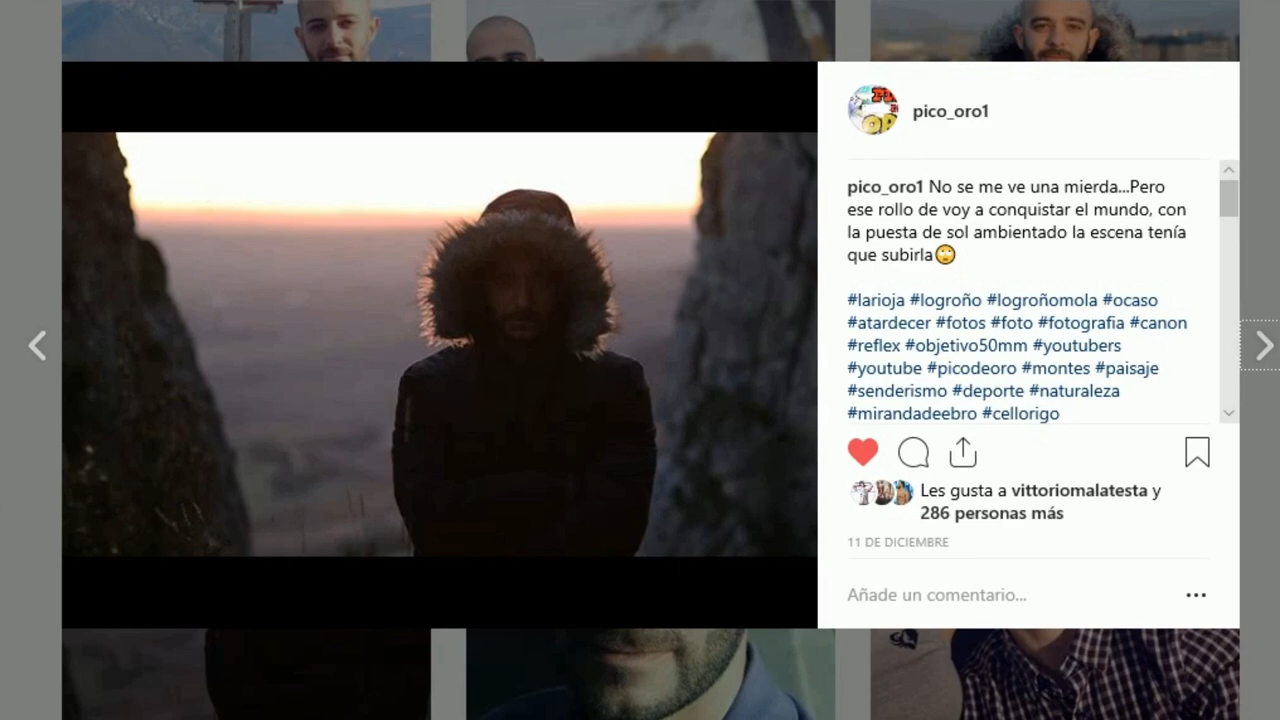 pico_oro1
pico_oro1 No se me ve una mierda...Pero
ese rollo de voy a conquistar el mundo, con
la puesta de sol ambientado la escena tenía
que subirla🙄
#larioja #logroño #logroñomola #ocaso
#atardecer #fotos #foto #fotografia #canon
#reflex #objetivo50mm #youtubers
#youtube #picodeoro #montes #paisaje
#senderismo #deporte #naturaleza
#mirandadeebro #cellorigo
Les gusta a vittoriomalatesta y
286 personas más
11 DE DICIEMBRE
Añade un comentario...